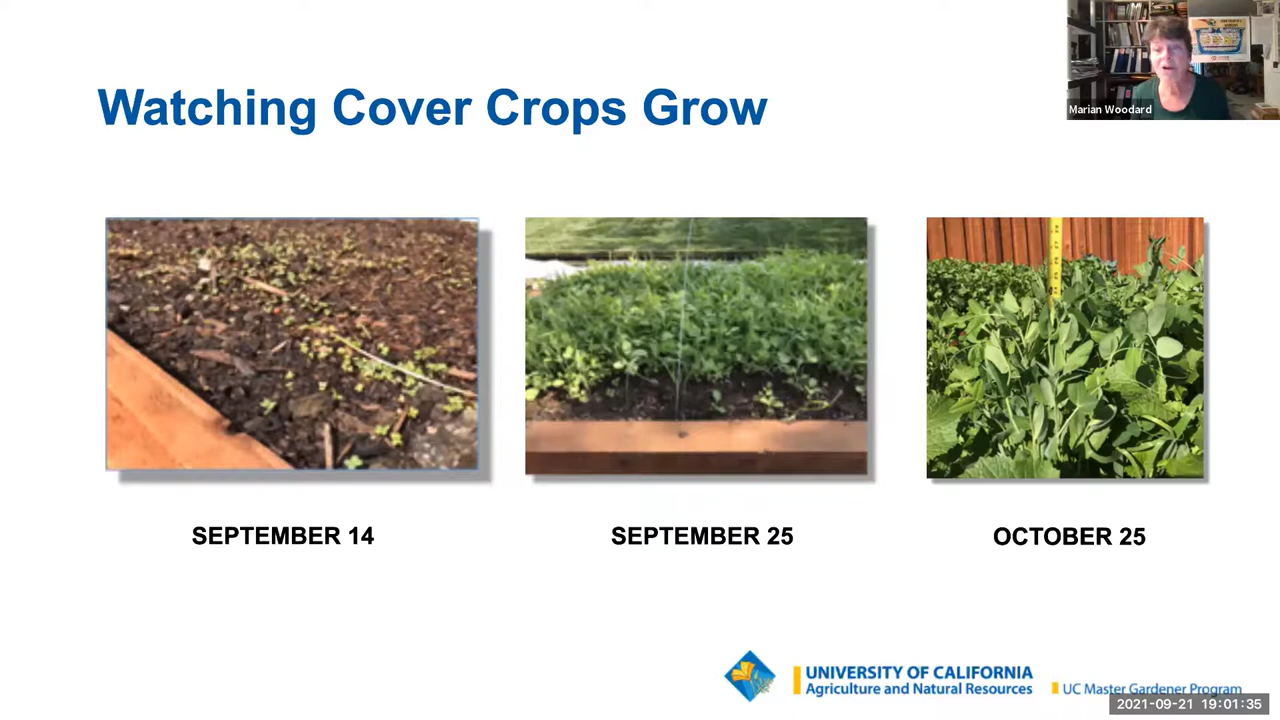 Watching Cover Crops Grow
Marian Woodard
SEPTEMBER 14
SEPTEMBER 25
OCTOBER 25
UNIVERSITY OF CALIFORNIA
Agriculture and Natural Resources
UC Master Gardener Program
2021-09-21 19:01:35